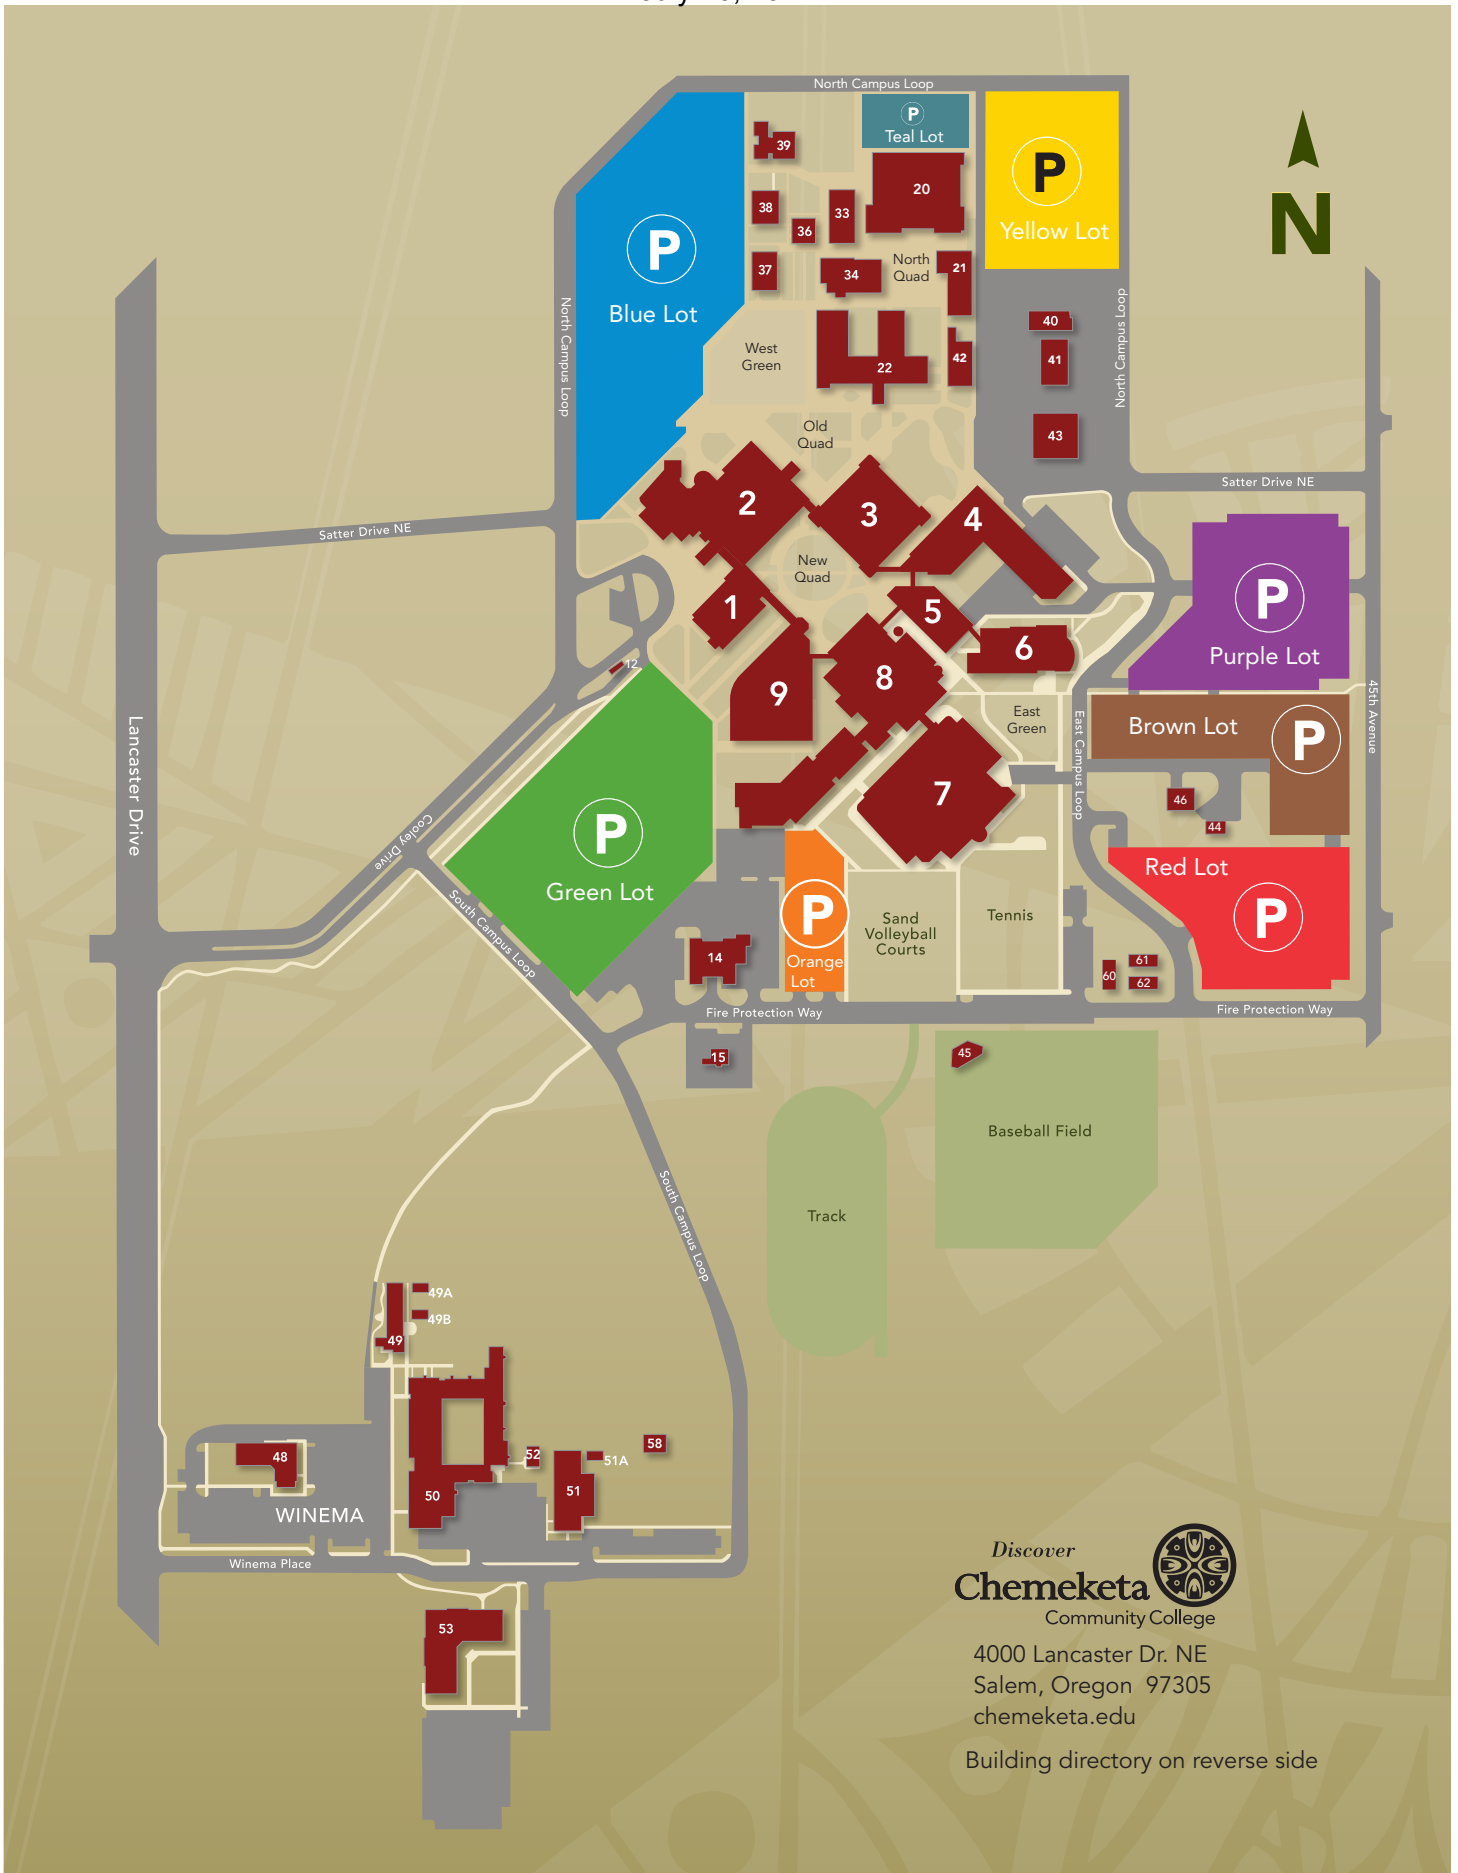 North Campus Loop
P
Teal Lot
39
20
P
Yellow Lot
N
38
33
36
P
Blue Lot
North Campus Loop
37
34
North
Quad
21
40
41
North Campus Loop
West
Green
22
42
43
Old
Quad
Satter Drive NE
Satter Drive NE
2
3
4
New
Quad
1
5
6
P
Purple Lot
12
8
9
East
Green
East Campus Loop
Brown Lot
P
45th Avenue
Lancaster Drive
7
46
44
Cooley Drive
P
Green Lot
South Campus Loop
Red Lot
P
P
Orange
Lot
Sand
Volleyball
Courts
Tennis
14
60
61
62
Fire Protection Way
Fire Protection Way
15
45
Baseball Field
Track
South Campus Loop
49A
49B
49
48
WINEMA
50
52
51A
51
58
Winema Place
53
Discover
Chemeketa
Community College
4000 Lancaster Dr. NE
Salem, Oregon 97305
chemeketa.edu
Building directory on reverse side